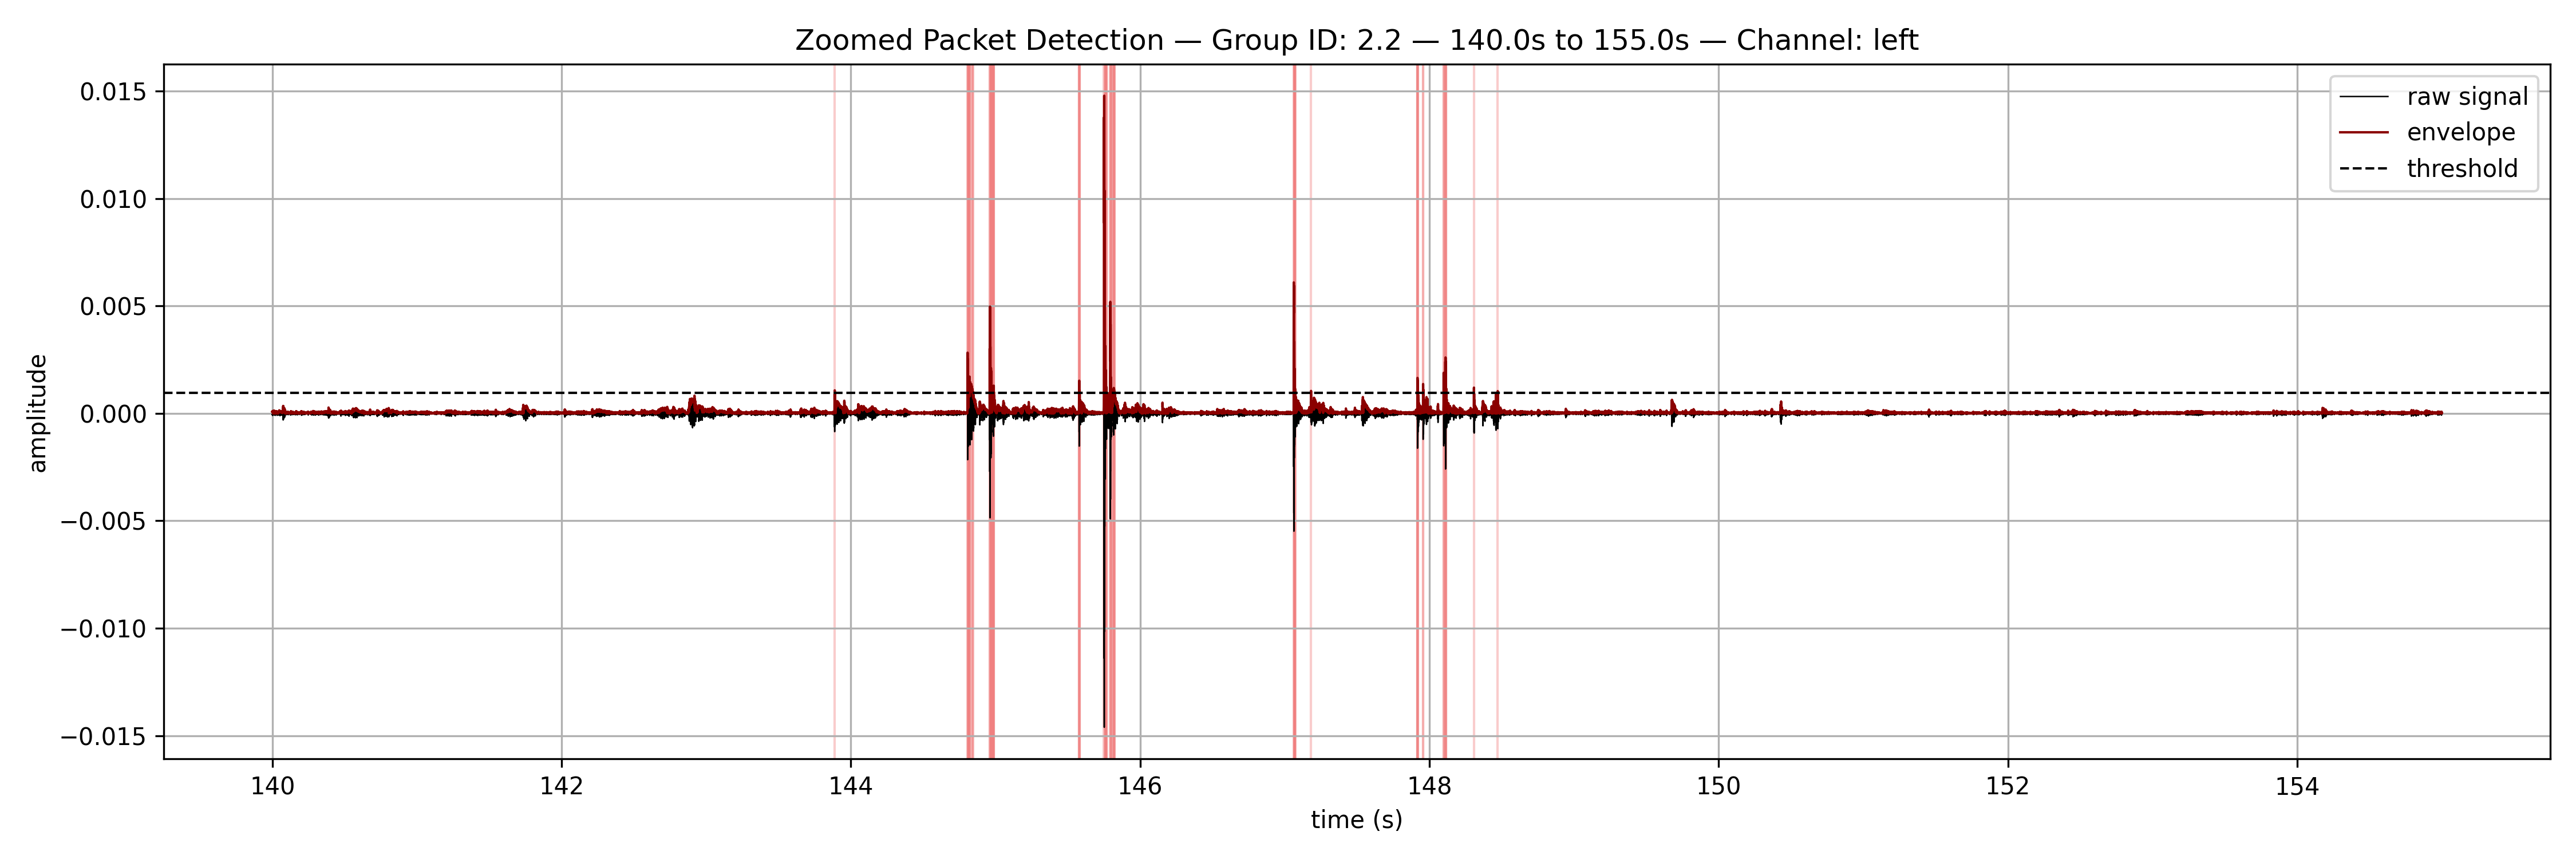 Zoomed Packet Detection — Group ID: 2.2 — 140.0s to 155.0s — Channel: left
raw signal
envelope
threshold
amplitude
0.015
0.010
0.005
0.000
−0.005
−0.010
−0.015
140
142
144
146
148
150
152
154
time (s)